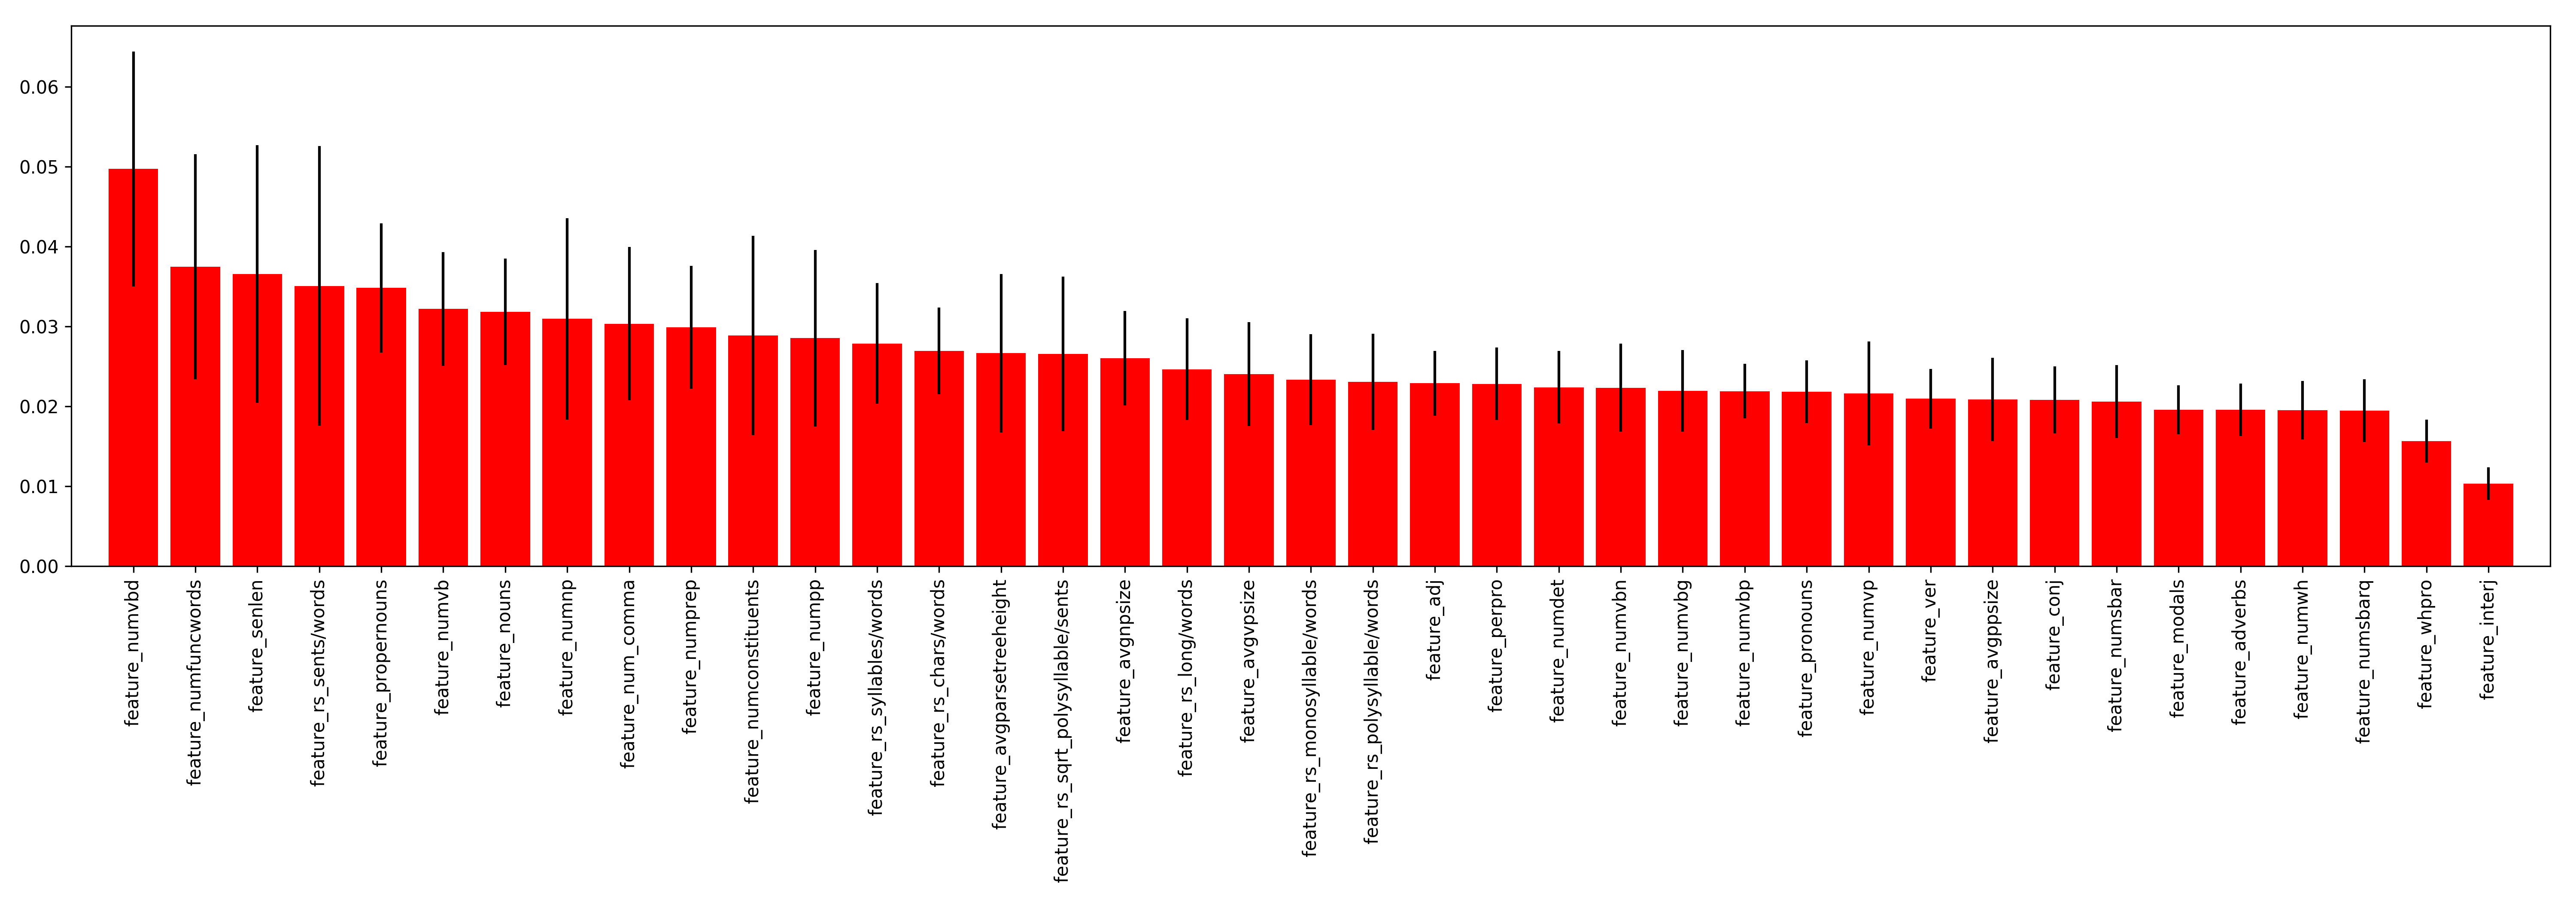 0.06
0.05
0.04
0.03
0.02
0.01
0.00
feature_numvbd
feature_numfuncwords
feature_senlen
feature_rs_sents/words
feature_propernouns
feature_numvb
feature_nouns
feature_numnp
feature_num_comma
feature_numprep
feature_numconstituents
feature_numpp
feature_rs_syllables/words
feature_rs_chars/words
feature_avgparsetreeheight
feature_rs_sqrt_polysyllable/sents
feature_avgnpsize
feature_rs_long/words
feature_avgvpsize
feature_rs_monosyllable/words
feature_rs_polysyllable/words
feature_adj
feature_perpro
feature_numdet
feature_numvbn
feature_numvbg
feature_numvbp
feature_pronouns
feature_numvp
feature_ver
feature_avgppsize
feature_conj
feature_numsbar
feature_modals
feature_adverbs
feature_numwh
feature_numsbarq
feature_whpro
feature_interj